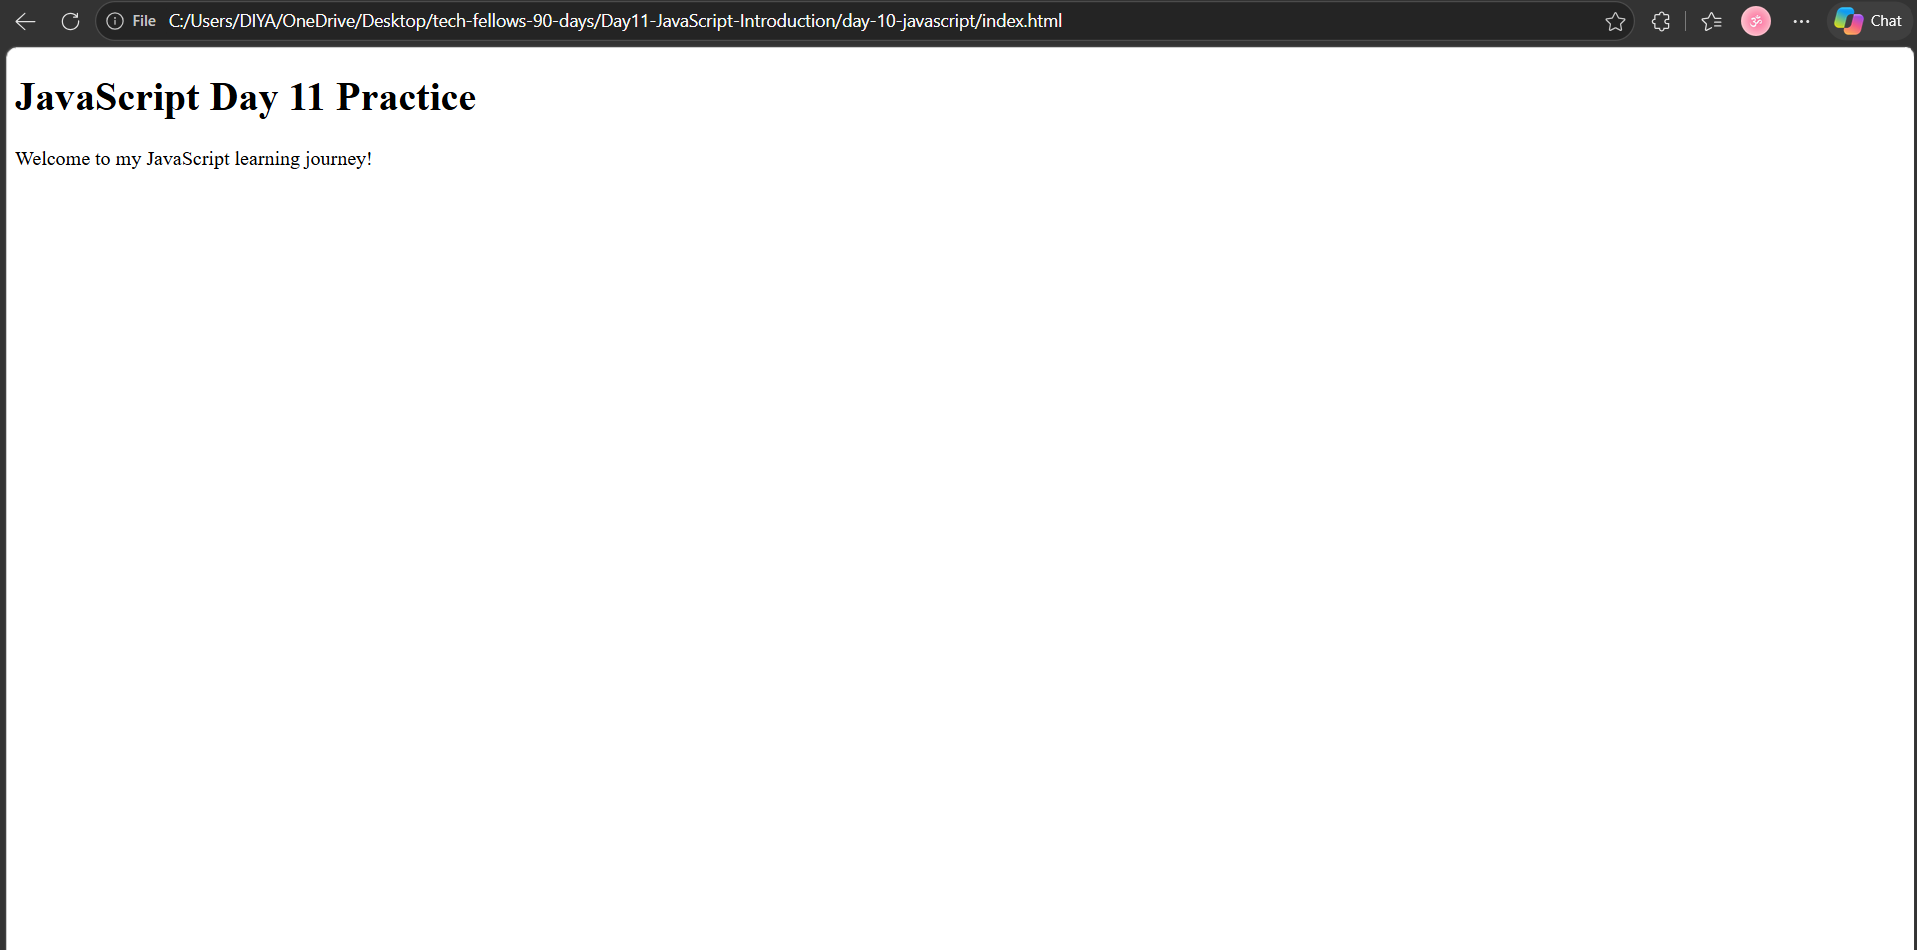 File C:/Users/DIYA/OneDrive/Desktop/tech-fellows-90-days/Day11-JavaScript-Introduction/day-10-javascript/index.html ॐ Chat
JavaScript Day 11 Practice
Welcome to my JavaScript learning journey!